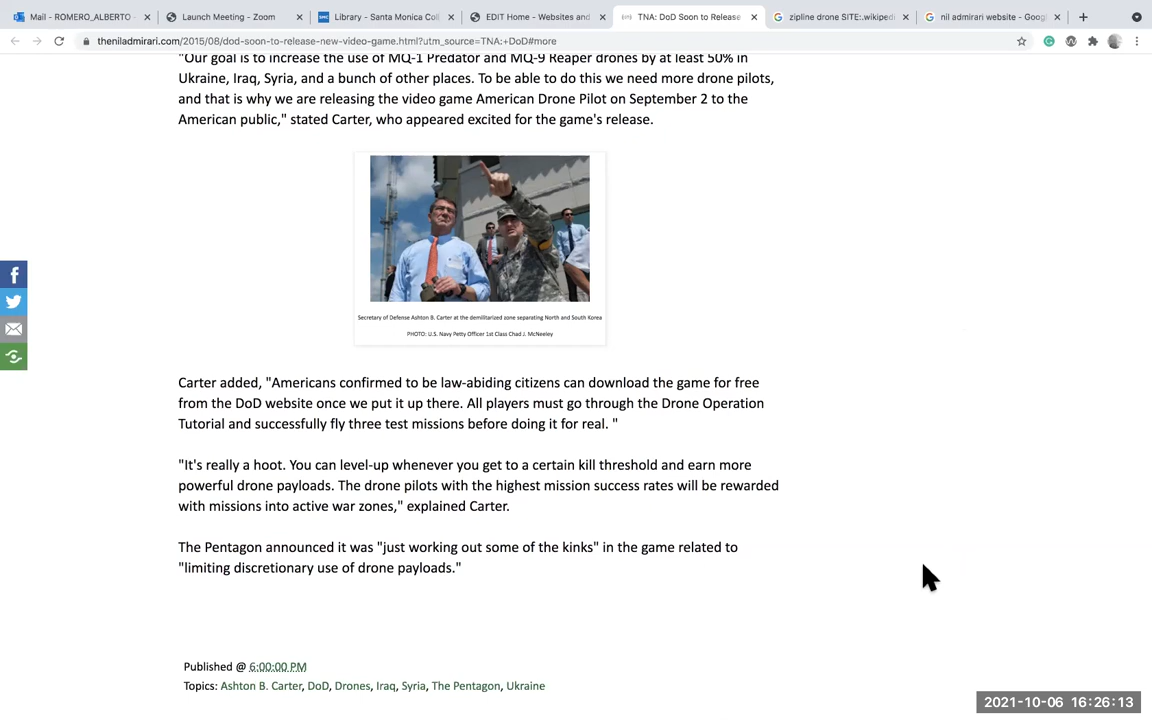 Mail - ROMERO_ALBERTO -
Launch Meeting - Zoom
Library - Santa Monica Col
EDIT Home - Websites and
TNA: DoD Soon to Release
zipline drone SITE:.wikiped
nil admirari website - Goog
theniladmirari.com/2015/08/dod-soon-to-release-new-video-game.html?utm_source=TNA:+DoD#more
"Our goal is to increase the use of MQ-1 Predator and MQ-9 Reaper drones by at least 50% in
Ukraine, Iraq, Syria, and a bunch of other places. To be able to do this we need more drone pilots,
and that is why we are releasing the video game American Drone Pilot on September 2 to the
American public," stated Carter, who appeared excited for the game's release.
Secretary of Defense Ashton B. Carter at the demilitarized zone separating North and South Korea
PHOTO: U.S. Navy Petty Officer 1st Class Chad J. McNeeley
Carter added, "Americans confirmed to be law-abiding citizens can download the game for free
from the DoD website once we put it up there. All players must go through the Drone Operation
Tutorial and successfully fly three test missions before doing it for real. "
"It's really a hoot. You can level-up whenever you get to a certain kill threshold and earn more
powerful drone payloads. The drone pilots with the highest mission success rates will be rewarded
with missions into active war zones," explained Carter.
The Pentagon announced it was "just working out some of the kinks" in the game related to
"limiting discretionary use of drone payloads."
Published @ 6:00:00 PM
Topics: Ashton B. Carter, DoD, Drones, Iraq, Syria, The Pentagon, Ukraine
2021-10-06 16:26:13